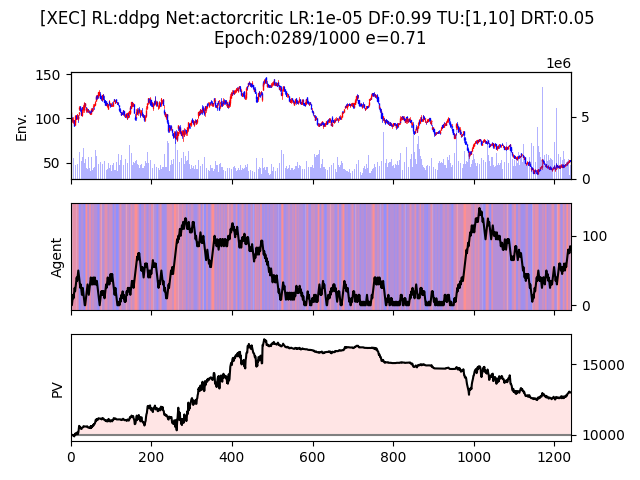 [XEC] RL:ddpg Net:actorcritic LR:1e-05 DF:0.99 TU:[1,10] DRT:0.05
Epoch:0289/1000 e=0.71
1e6
150
100
50
Env.
5
0
Agent
100
0
PV
15000
10000
0 200 400 600 800 1000 1200